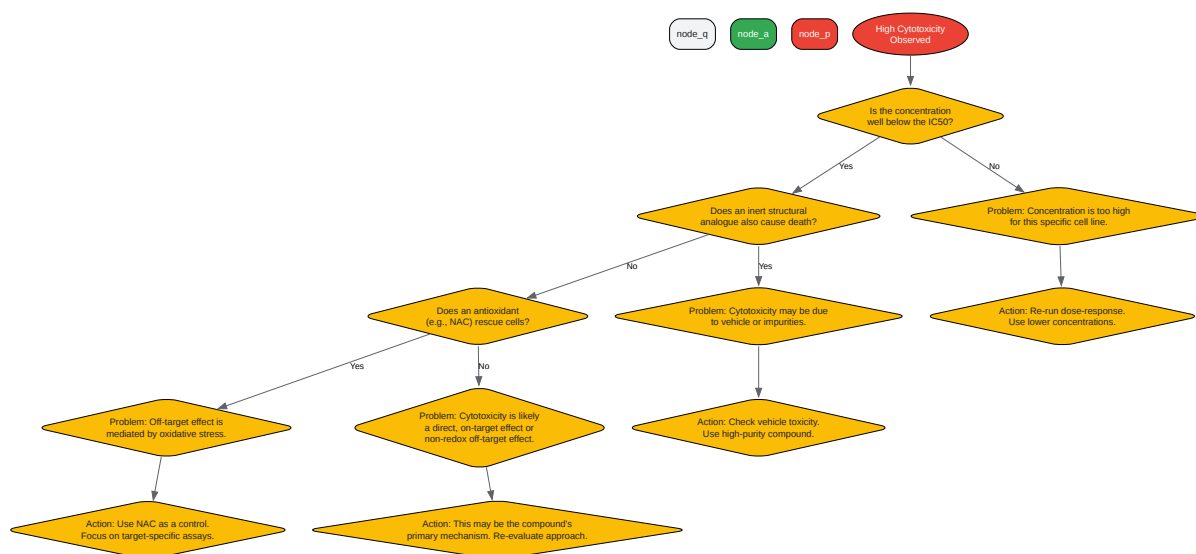 node_q
node_a
node_p
High Cytotoxicity
Observed
Is the concentration
well below the IC50?
Yes
No
Does an inert structural
analogue also cause death?
Problem: Concentration is too high
for this specific cell line.
No
Yes
Does an antioxidant
(e.g., NAC) rescue cells?
Problem: Cytotoxicity may be due
to vehicle or impurities.
Action: Re-run dose-response.
Use lower concentrations.
Yes
No
Problem: Off-target effect is
mediated by oxidative stress.
Problem: Cytotoxicity is likely
a direct, on-target effect or
non-redox off-target effect.
Action: Check vehicle toxicity.
Use high-purity compound.
Action: Use NAC as a control.
Focus on target-specific assays.
Action: This may be the compound's
primary mechanism. Re-evaluate approach.